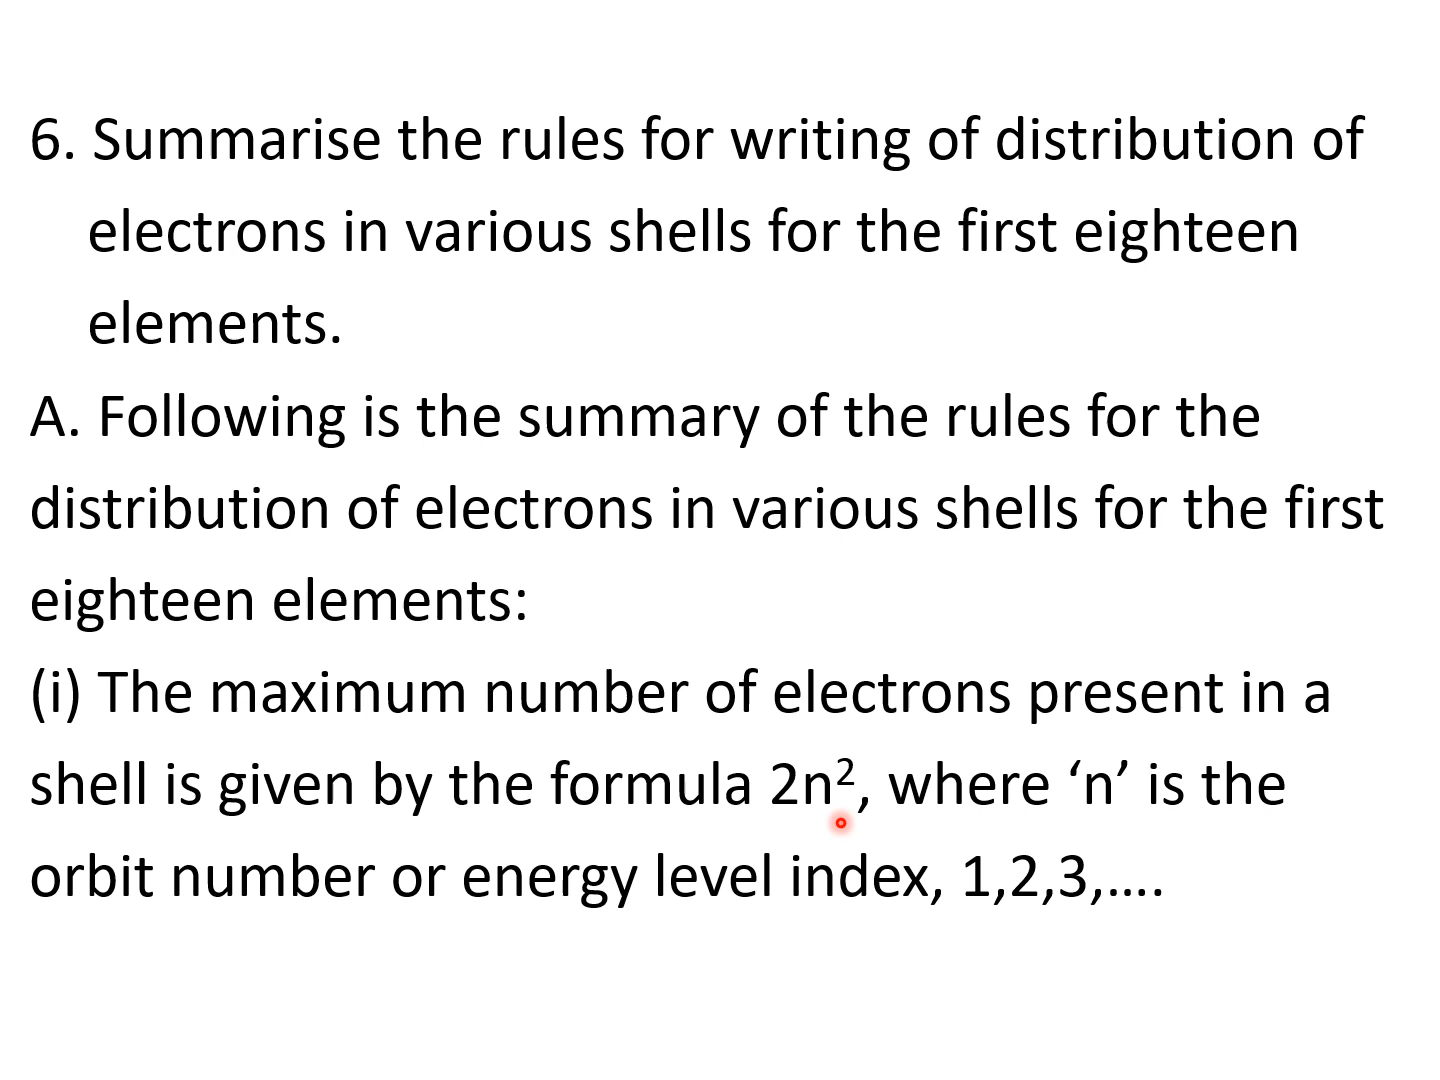 6. Summarise the rules for writing of distribution of
electrons in various shells for the first eighteen
elements.
A. Following is the summary of the rules for the
distribution of electrons in various shells for the first
eighteen elements:
(i) The maximum number of electrons present in a
shell is given by the formula 2n², where ‘n’ is the
orbit number or energy level index, 1,2,3,....